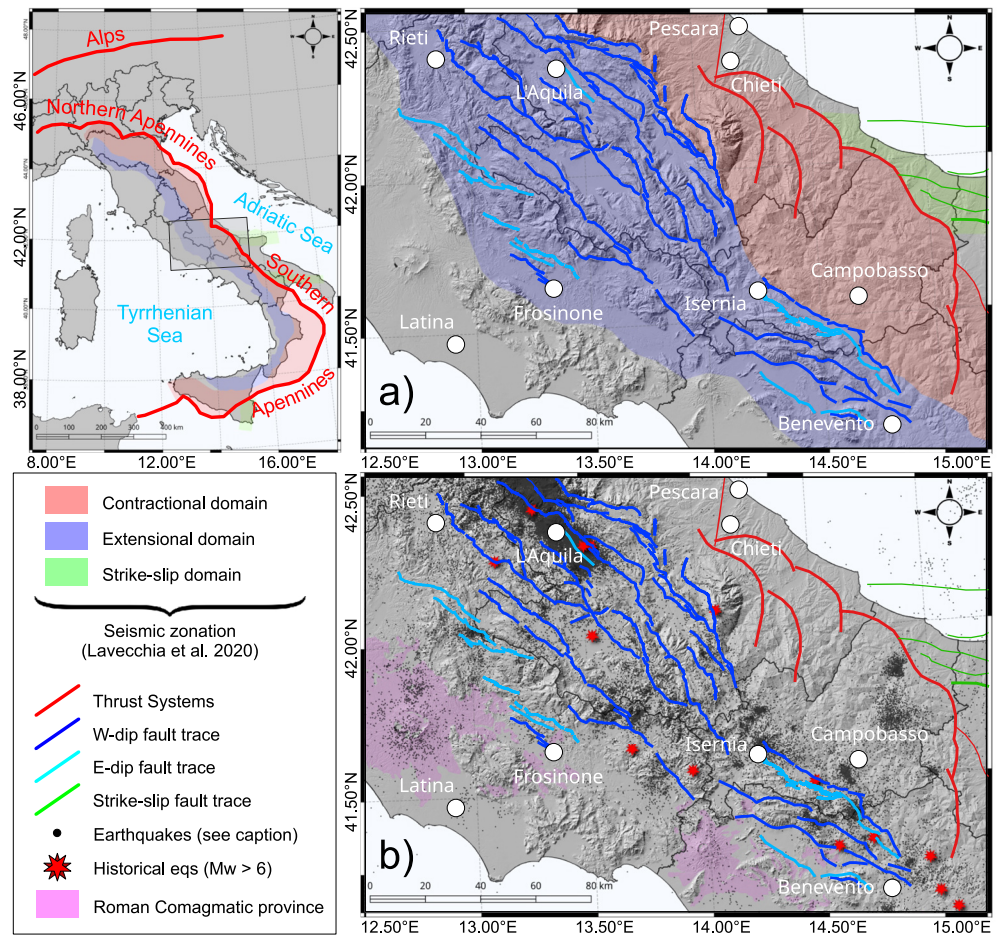 Alps
Northern Apennines
Adriatic Sea
Southern
Apennines
Tyrrhenian
Sea
46.00°N
42.00°N
38.00°N
8.00°E
12.00°E
16.00°E
0
100
200
300
400 km
N
E
S
W
42.50°N
42.00°N
41.50°N
Pescara
Rieti
Chieti
L'Aquila
Campobasso
Isernia
Frosinone
Latina
Benevento
a)
0
20
40
60
80 km
N
E
S
W
12.50°E
13.00°E
13.50°E
14.00°E
14.50°E
15.00°E
Contractional domain
Extensional domain
Strike-slip domain
Seismic zonation
(Lavecchia et al. 2020)
Thrust Systems
W-dip fault trace
E-dip fault trace
Strike-slip fault trace
Earthquakes (see caption)
Historical eqs (Mw > 6)
Roman Comagmatic province
42.50°N
42.00°N
41.50°N
Pescara
Rieti
Chieti
L'Aquila
Campobasso
Isernia
Frosinone
Latina
Benevento
b)
0
20
40
60
80 km
N
E
S
W
12.50°E
13.00°E
13.50°E
14.00°E
14.50°E
15.00°E